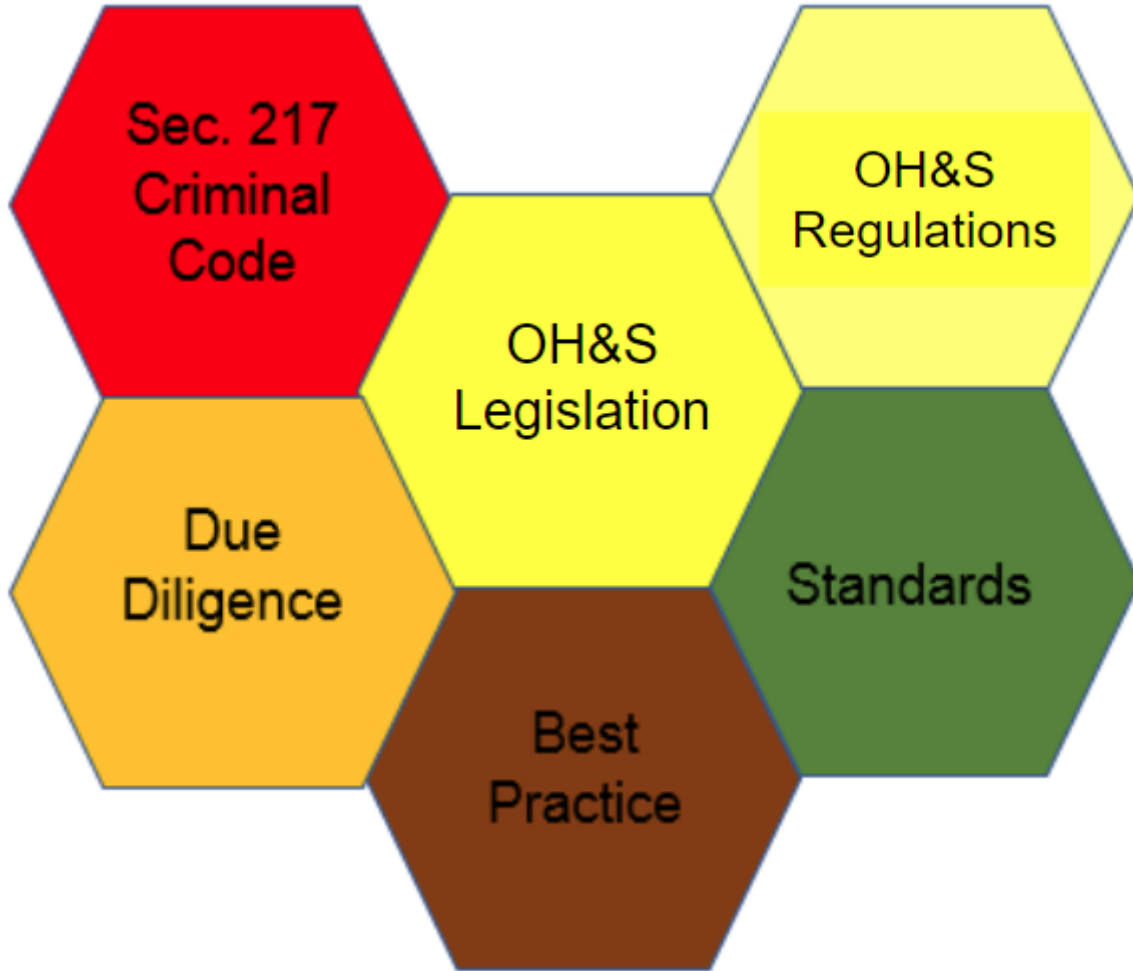 Sec. 217
Criminal
Code
OH&S
Regulations
OH&S
Legislation
Due
Diligence
Standards
Best
Practice